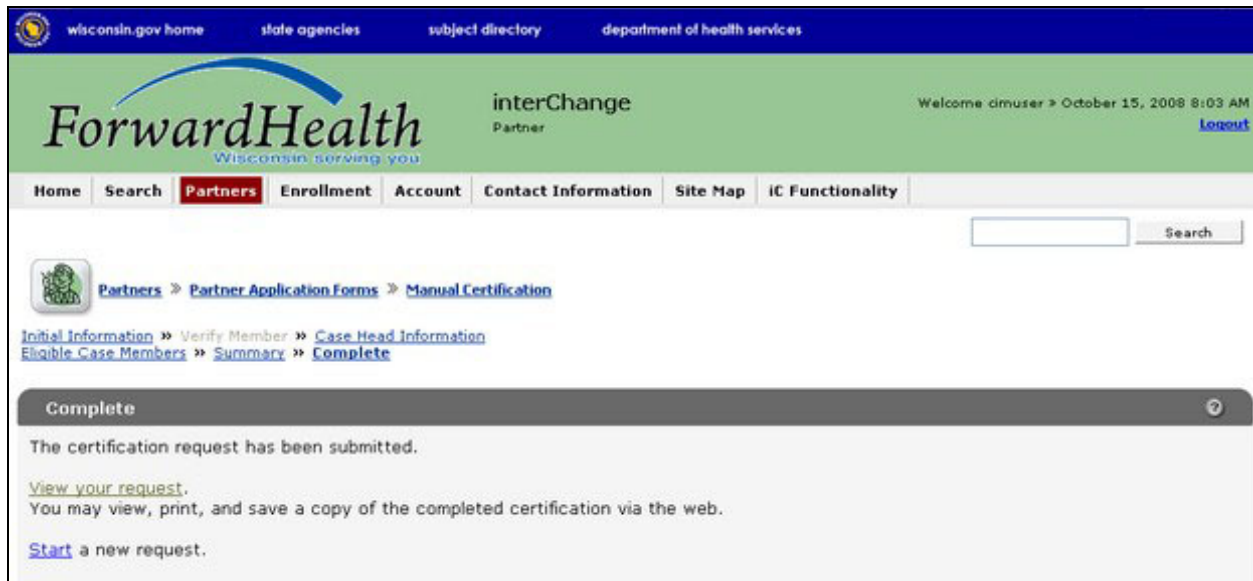 wisconsin.gov home state agencies subject directory department of health services
ForwardHealth
Wisconsin serving you
interChange
Partner
Welcome cimuser » October 15, 2008 8:03 AM
Logout
Home Search Partners Enrollment Account Contact Information Site Map iC Functionality
Search
Partners » Partner Application Forms » Manual Certification
Initial Information » Verify Member » Case Head Information
Eligible Case Members » Summary » Complete
Complete ?
The certification request has been submitted.
View your request.
You may view, print, and save a copy of the completed certification via the web.
Start a new request.